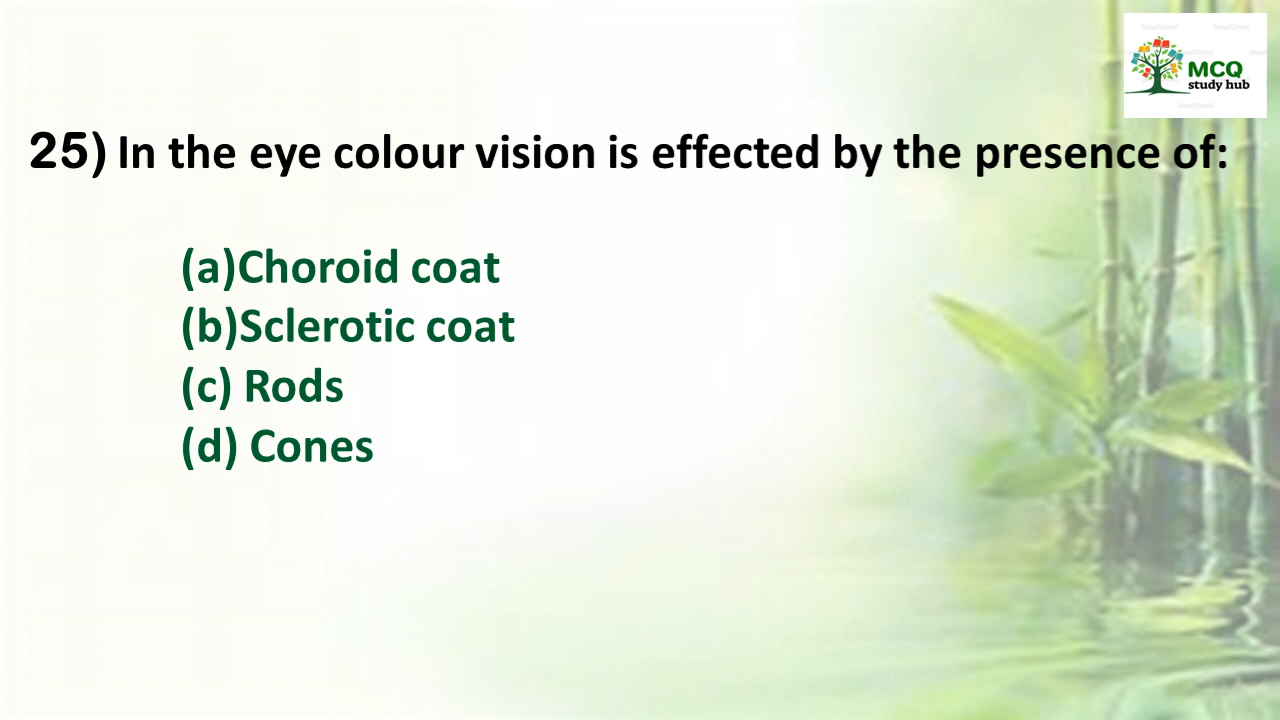 MCQ
study hub
25) In the eye colour vision is effected by the presence of:
(a)Choroid coat
(b)Sclerotic coat
(c) Rods
(d) Cones